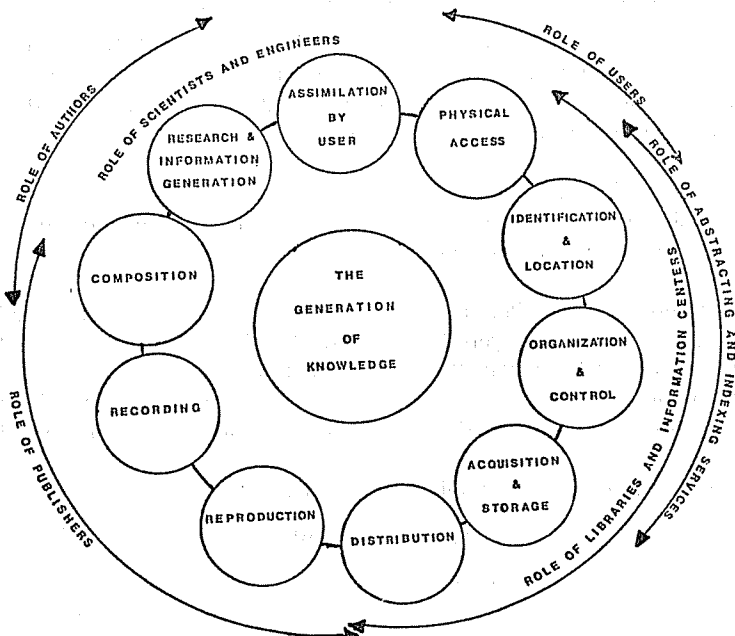 ROLE OF AUTHORS
ROLE OF SCIENTISTS AND ENGINEERS
ROLE OF USERS
ROLE OF ABSTRACTING AND INDEXING SERVICES
ROLE OF LIBRARIES AND INFORMATION CENTERS
ROLE OF PUBLISHERS
ASSIMILATION
BY
USER
PHYSICAL
ACCESS
IDENTIFICATION
&
LOCATION
ORGANIZATION
&
CONTROL
ACQUISITION
&
STORAGE
DISTRIBUTION
REPRODUCTION
RECORDING
COMPOSITION
RESEARCH &
INFORMATION
GENERATION
THE
GENERATION
OF
KNOWLEDGE